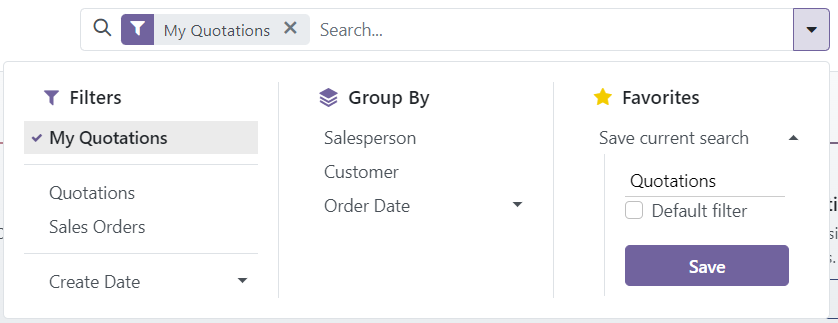 My Quotations
Search...
Filters
My Quotations
Quotations
Sales Orders
Create Date
Group By
Salesperson
Customer
Order Date
Favorites
Save current search
Quotations
Default filter
Save